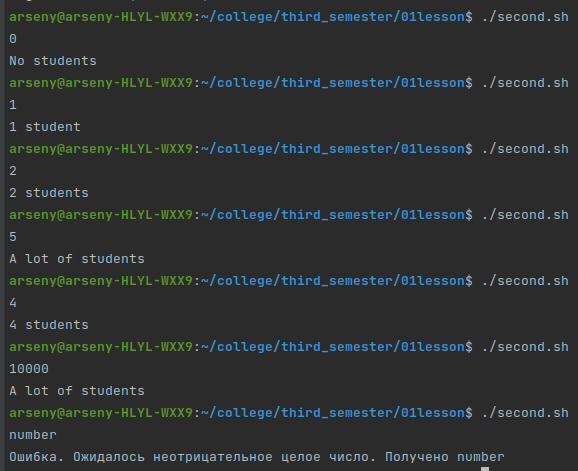 arseny@arseny-HLYL-WXX9:~/college/third_semester/01lesson$ ./second.sh
0
No students
arseny@arseny-HLYL-WXX9:~/college/third_semester/01lesson$ ./second.sh
1
1 student
arseny@arseny-HLYL-WXX9:~/college/third_semester/01lesson$ ./second.sh
2
2 students
arseny@arseny-HLYL-WXX9:~/college/third_semester/01lesson$ ./second.sh
5
A lot of students
arseny@arseny-HLYL-WXX9:~/college/third_semester/01lesson$ ./second.sh
4
4 students
arseny@arseny-HLYL-WXX9:~/college/third_semester/01lesson$ ./second.sh
10000
A lot of students
arseny@arseny-HLYL-WXX9:~/college/third_semester/01lesson$ ./second.sh
number
Ошибка. Ожидалось неотрицательное целое число. Получено number